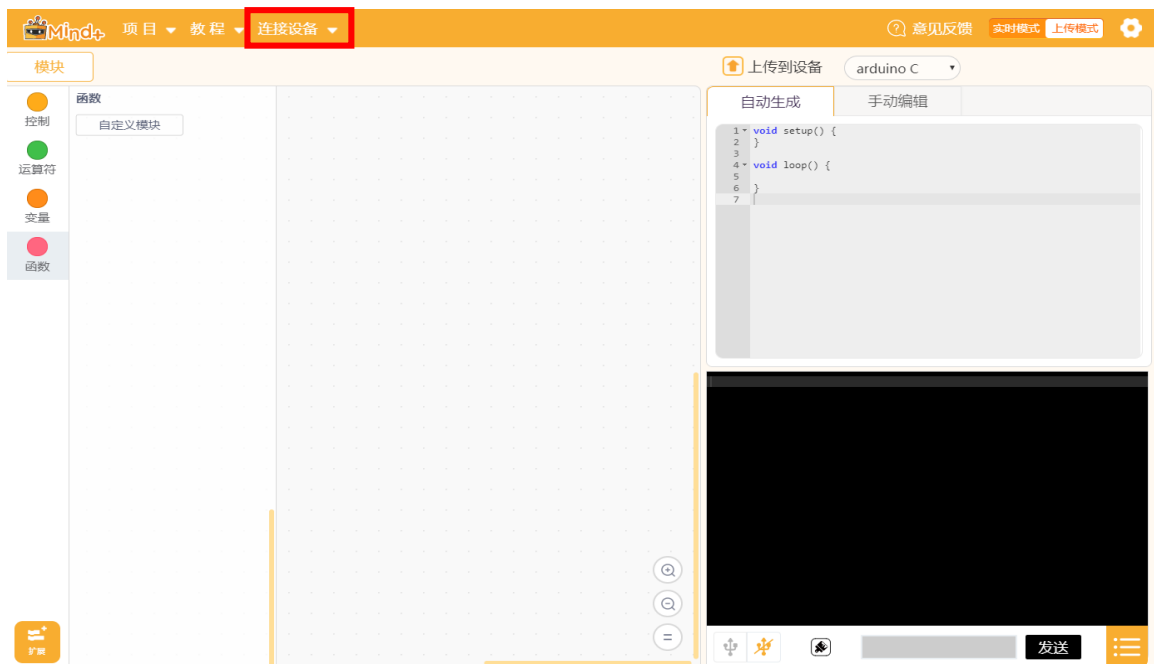 Mind+ 项目 教程 连接设备 意见反馈 实时模式 上传模式
模块 上传到设备 arduino C
控制
运算符
变量
函数
函数
自定义模块
自动生成 手动编辑
1 void setup() {
2 }
3
4 void loop() {
5
6 }
7
扩展
发送